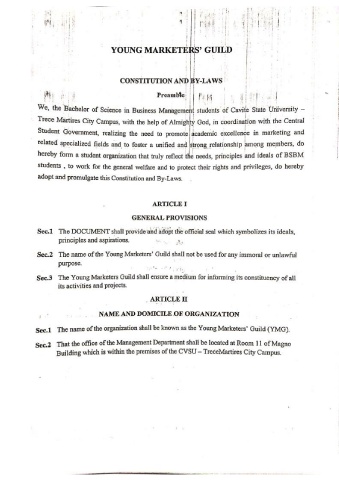 YOUNG MARKETERS' GUILD
CONSTITUTION AND BY-LAWS
Preamble
We, the Bachelor of Science in Business Management students of Cavite State University –
Trece Martires City Campus, with the help of Almighty God, in coordination with the Central
Student Government, realizing the need to promote academic excellence in marketing and
related specialized fields and to foster a unified and strong relationship among members, do
hereby form a student organization that truly reflect the needs, principles and ideals of BSBM
students , to work for the general welfare and to protect their rights and privileges, do hereby
adopt and promulgate this Constitution and By-Laws.
ARTICLE I
GENERAL PROVISIONS
Sec.1 The DOCUMENT shall provide and adopt the official seal which symbolizes its ideals,
principles and aspirations.
Sec.2 The name of the Young Marketers' Guild shall not be used for any immoral or unlawful
purpose.
Sec.3 The Young Marketers Guild shall ensure a medium for informing its constituency of all
its activities and projects.
ARTICLE II
NAME AND DOMICILE OF ORGANIZATION
Sec.1 The name of the organization shall be known as the Young Marketers' Guild (YMG).
Sec.2 That the office of the Management Department shall be located at Room 11 of Magno
Building which is within the premises of the CVSU – TreceMartires City Campus.